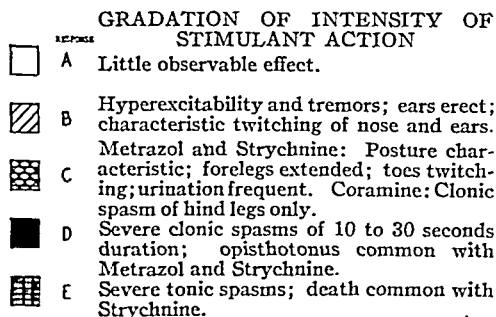 GRADATION OF INTENSITY OF
RESPONSE STIMULANT ACTION
A Little observable effect.
B Hyperexcitability and tremors; ears erect;
characteristic twitching of nose and ears.
Metrazol and Strychnine: Posture char-
C acteristic; forelegs extended; toes twitch-
ing; urination frequent. Coramine: Clonic
spasm of hind legs only.
D Severe clonic spasms of 10 to 30 seconds
duration; opisthotonus common with
Metrazol and Strychnine.
E Severe tonic spasms; death common with
Strychnine.